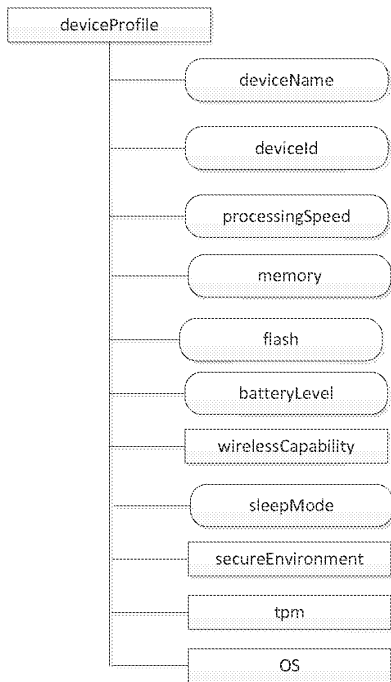 deviceProfile
deviceName
deviceId
processingSpeed
memory
flash
batteryLevel
wirelessCapability
sleepMode
secureEnvironment
tpm
OS